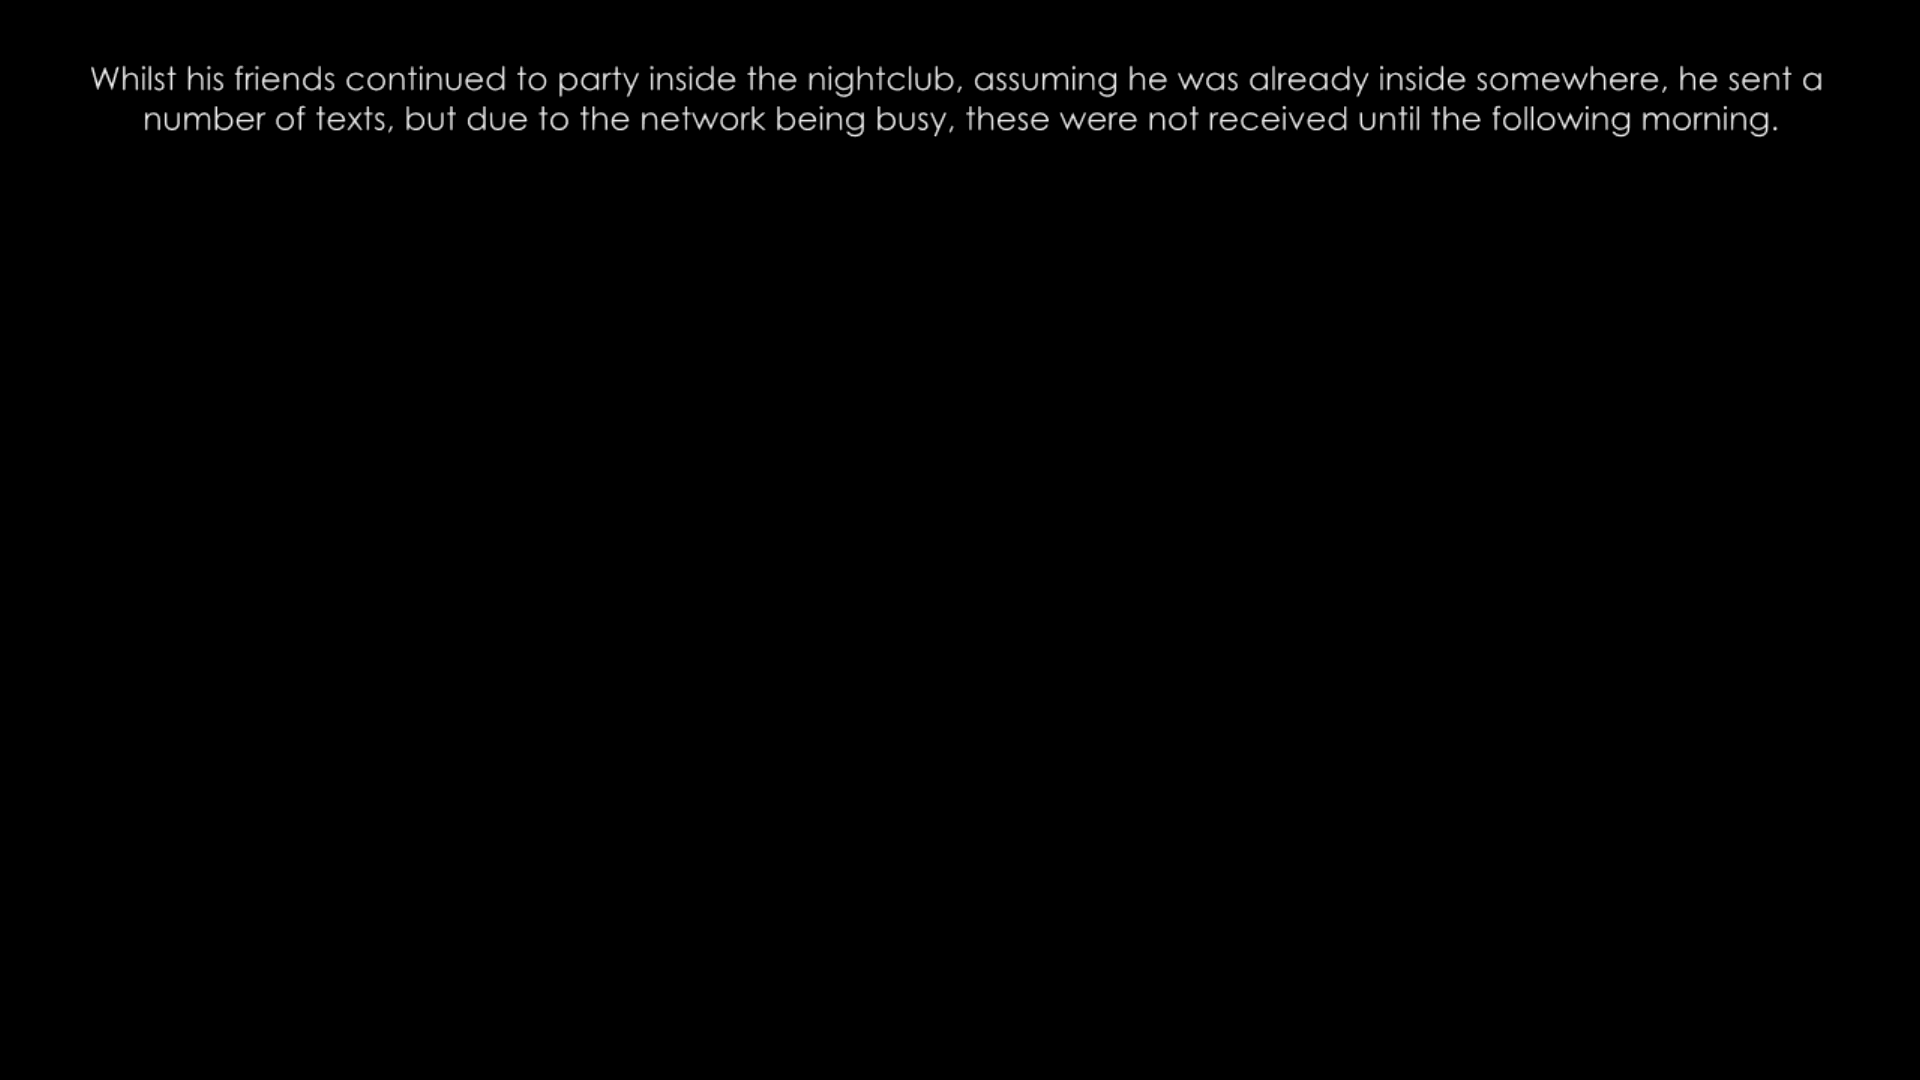 Whilst his friends continued to party inside the nightclub, assuming he was already inside somewhere, he sent a
number of texts, but due to the network being busy, these were not received until the following morning.